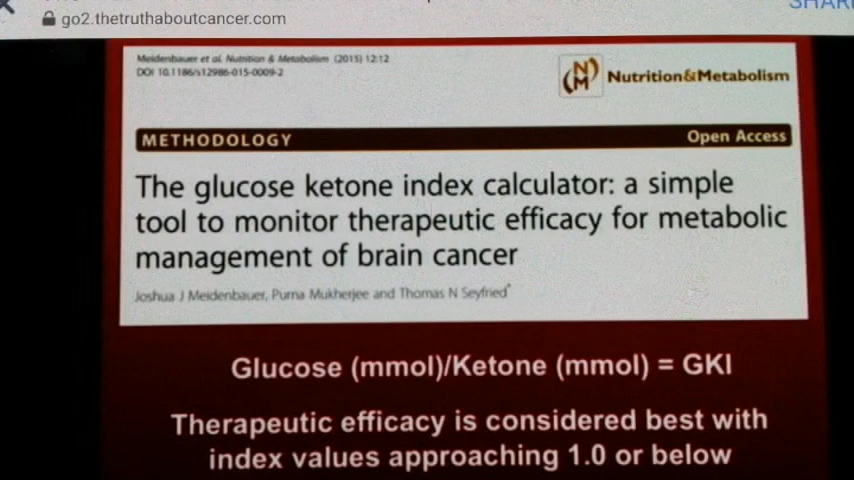 go2.thetruthaboutcancer.com
Meidenbauer et al. Nutrition & Metabolism (2015) 12:12
DOI 10.1186/s12986-015-0009-2
NM
Nutrition&Metabolism
METHODOLOGY
Open Access
The glucose ketone index calculator: a simple
tool to monitor therapeutic efficacy for metabolic
management of brain cancer
Joshua J Meidenbauer, Purna Mukherjee and Thomas N Seyfried*
Glucose (mmol)/Ketone (mmol) = GKI
Therapeutic efficacy is considered best with
index values approaching 1.0 or below